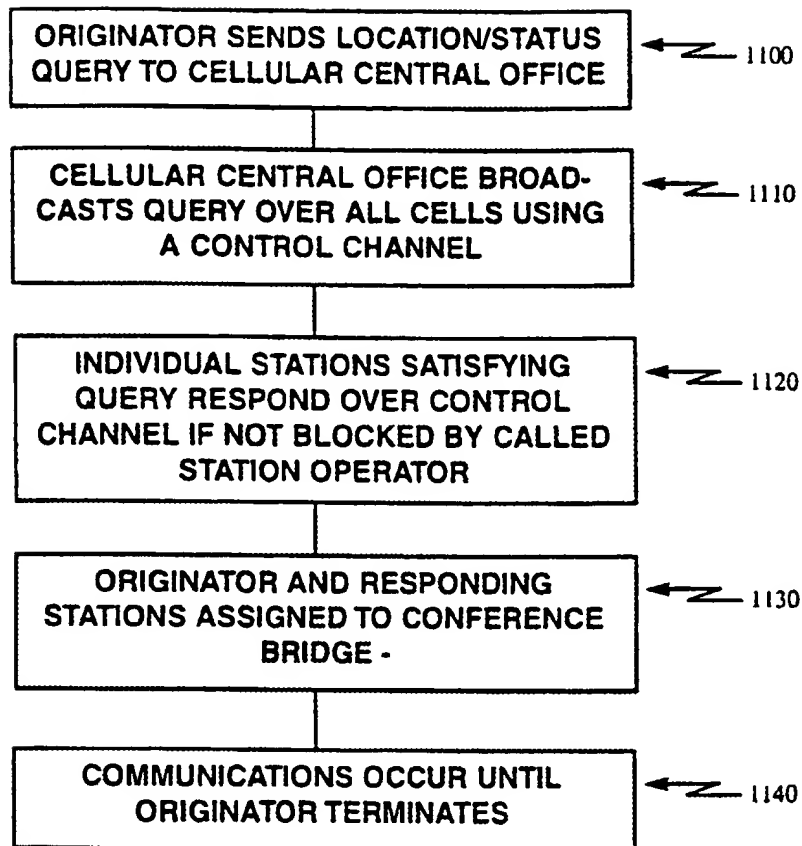 ORIGINATOR SENDS LOCATION/STATUS
QUERY TO CELLULAR CENTRAL OFFICE
1100
CELLULAR CENTRAL OFFICE BROAD-
CASTS QUERY OVER ALL CELLS USING
A CONTROL CHANNEL
1110
INDIVIDUAL STATIONS SATISFYING
QUERY RESPOND OVER CONTROL
CHANNEL IF NOT BLOCKED BY CALLED
STATION OPERATOR
1120
ORIGINATOR AND RESPONDING
STATIONS ASSIGNED TO CONFERENCE
BRIDGE -
1130
COMMUNICATIONS OCCUR UNTIL
ORIGINATOR TERMINATES
1140